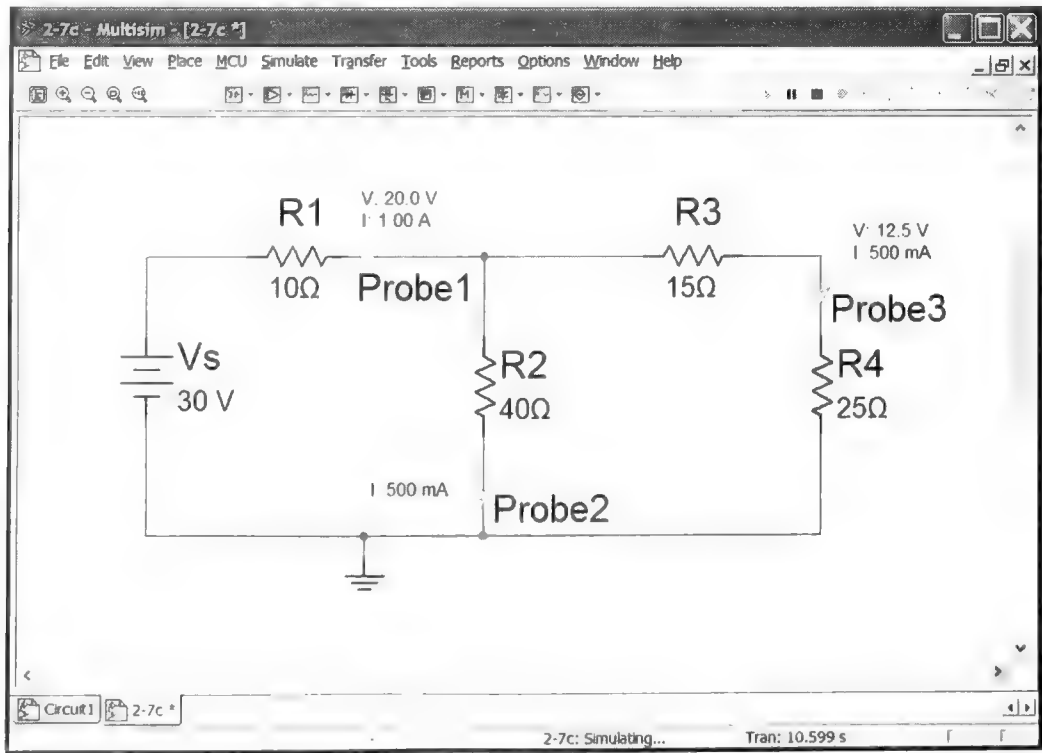 2-7c - Multisim - [2-7c *]
File Edit View Place MCU Simulate Transfer Tools Reports Options Window Help
R1
V: 20.0 V
I: 1.00 A
R3
V: 12.5 V
I: 500 mA
10Ω
Probe1
15Ω
Probe3
Vs
30 V
R2
40Ω
R4
25Ω
I: 500 mA
Probe2
Circuit1
2-7c *
2-7c: Simulating...
Tran: 10.599 s